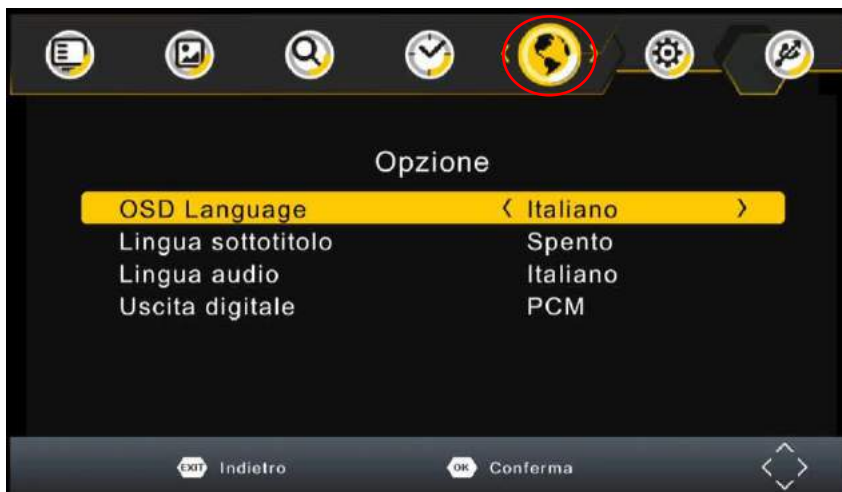 Opzione
OSD Language Italiano
Lingua sottotitolo Spento
Lingua audio Italiano
Uscita digitale PCM
EXIT Indietro OK Conferma